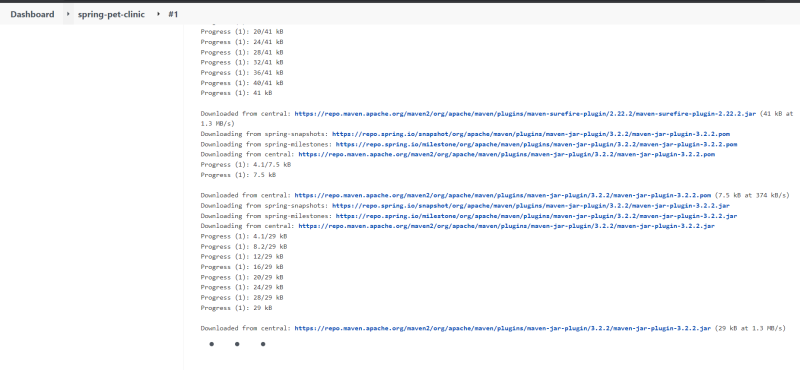 Dashboard
spring-pet-clinic
#1
Progress (1): 20/41 kB
Progress (1): 24/41 kB
Progress (1): 28/41 kB
Progress (1): 32/41 kB
Progress (1): 36/41 kB
Progress (1): 40/41 kB
Progress (1): 41 kB
Downloaded from central: https://repo.maven.apache.org/maven2/org/apache/maven/plugins/maven-surefire-plugin/2.22.2/maven-surefire-plugin-2.22.2.jar (41 kB at
1.3 MB/s)
Downloading from spring-snapshots: https://repo.spring.io/snapshot/org/apache/maven/plugins/maven-jar-plugin/3.2.2/maven-jar-plugin-3.2.2.pom
Downloading from spring-milestones: https://repo.spring.io/milestone/org/apache/maven/plugins/maven-jar-plugin/3.2.2/maven-jar-plugin-3.2.2.pom
Downloading from central: https://repo.maven.apache.org/maven2/org/apache/maven/plugins/maven-jar-plugin/3.2.2/maven-jar-plugin-3.2.2.pom
Progress (1): 4.1/7.5 kB
Progress (1): 7.5 kB
Downloaded from central: https://repo.maven.apache.org/maven2/org/apache/maven/plugins/maven-jar-plugin/3.2.2/maven-jar-plugin-3.2.2.pom (7.5 kB at 374 kB/s)
Downloading from spring-snapshots: https://repo.spring.io/snapshot/org/apache/maven/plugins/maven-jar-plugin/3.2.2/maven-jar-plugin-3.2.2.jar
Downloading from spring-milestones: https://repo.spring.io/milestone/org/apache/maven/plugins/maven-jar-plugin/3.2.2/maven-jar-plugin-3.2.2.jar
Downloading from central: https://repo.maven.apache.org/maven2/org/apache/maven/plugins/maven-jar-plugin/3.2.2/maven-jar-plugin-3.2.2.jar
Progress (1): 4.1/29 kB
Progress (1): 8.2/29 kB
Progress (1): 12/29 kB
Progress (1): 16/29 kB
Progress (1): 20/29 kB
Progress (1): 24/29 kB
Progress (1): 28/29 kB
Progress (1): 29 kB
Downloaded from central: https://repo.maven.apache.org/maven2/org/apache/maven/plugins/maven-jar-plugin/3.2.2/maven-jar-plugin-3.2.2.jar (29 kB at 1.3 MB/s)